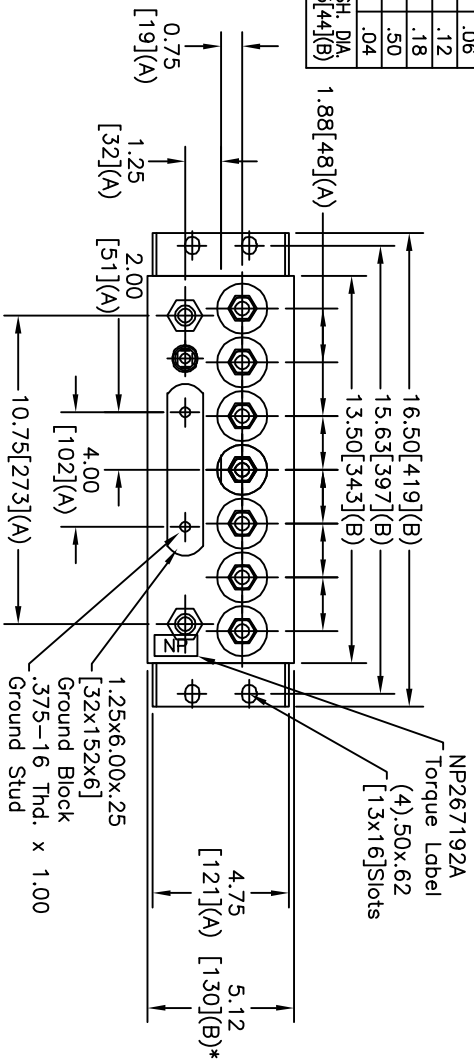 .06
.12
.18
.50
.04
SH. DIA.
[44](B)
0.75
[19](A)
1.88[48](A)
1.25
[32](A)
2.00
[51](A)
16.50[419](B)
15.63[397](B)
13.50[343](B)
4.00
[102](A)
10.75[273](A)
NP
NP267192A
Torque Label
(4).50x.62
[13x16]Slots
4.75
[121](A)
5.12
[130](B)*
1.25x6.00x.25
[32x152x6]
Ground Block
.375-16 Thd. x 1.00
Ground Stud